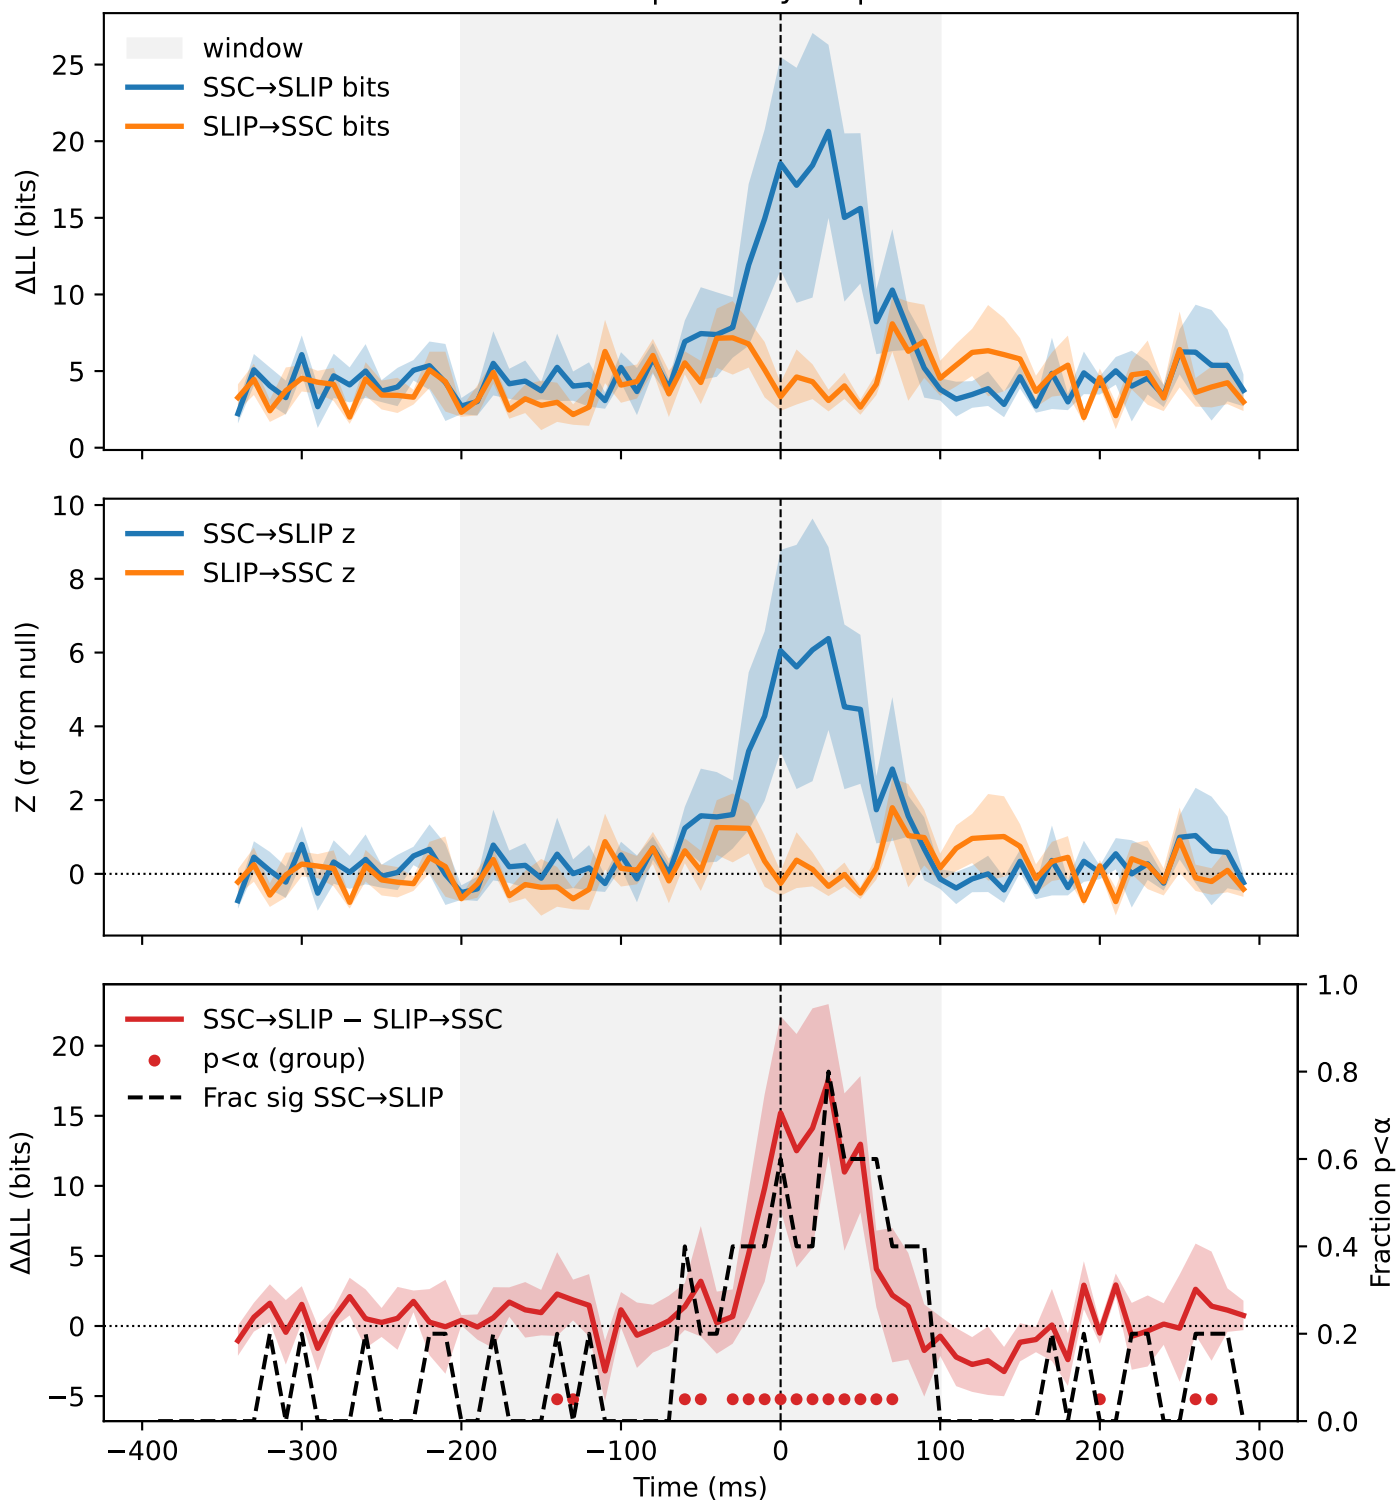 window
SSC→SLIP bits
SLIP→SSC bits
ΔLL (bits)
25
20
15
10
5
0
SSC→SLIP z
SLIP→SSC z
Z (σ from null)
10
8
6
4
2
0
SSC→SLIP − SLIP→SSC
p<α (group)
Frac sig SSC→SLIP
ΔΔLL (bits)
20
15
10
5
0
−5
1.0
0.8
0.6
0.4
0.2
0.0
Fraction p<α
−400 −300 −200 −100 0 100 200 300
Time (ms)